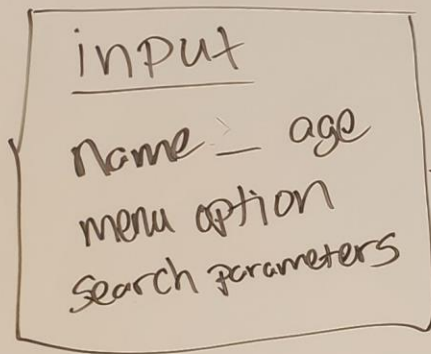 input
name _ age
menu option
search parameters